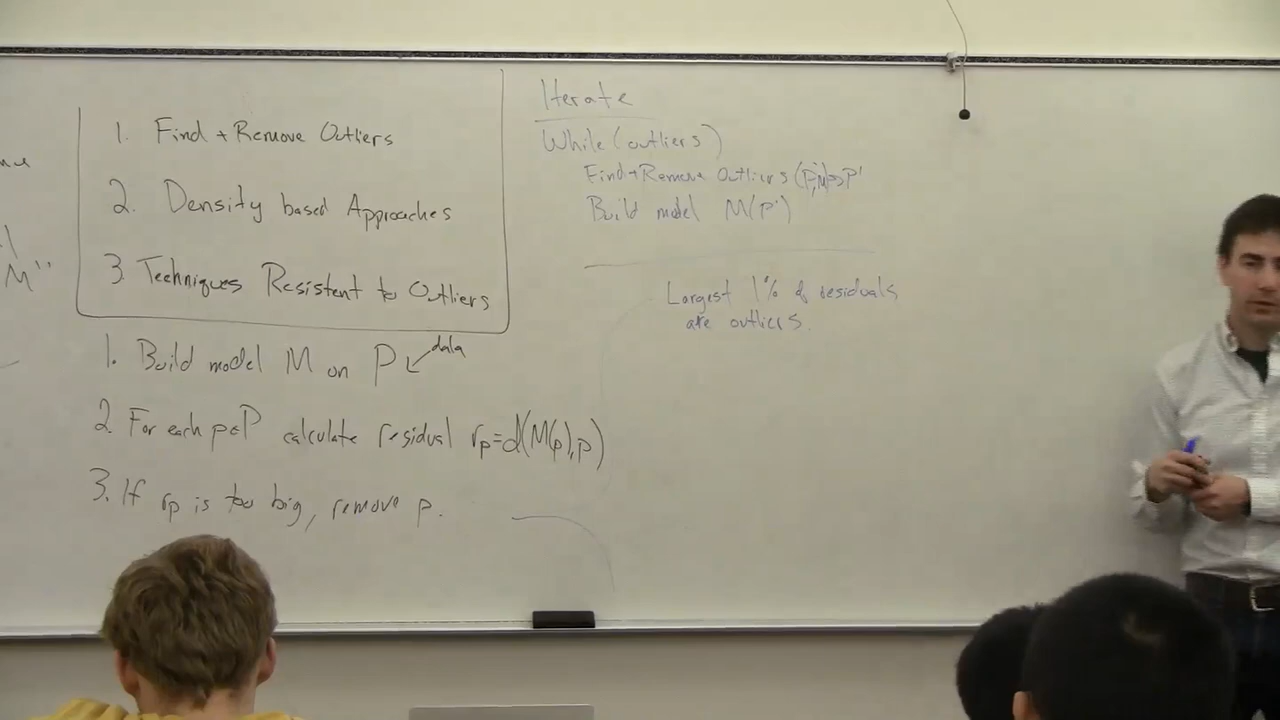 1. Find + Remove Outliers
2. Density based Approaches
3. Techniques Resistent to Outliers
1. Build model M on P
data
2. For each p∈P calculate residual rp=d(M(p),p)
3. If rp is too big, remove p.
Iterate
While (outliers)
Find+Remove Outliers
Build model M(P')
Largest 1% of residuals
are outliers.
M"